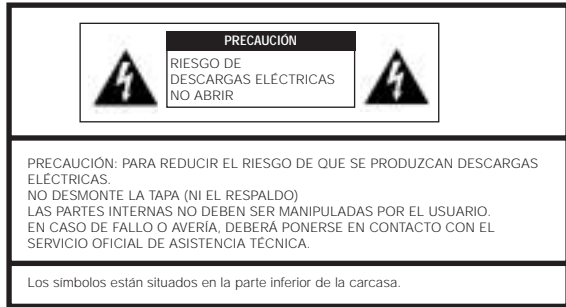 PRECAUCIÓN
RIESGO DE
DESCARGAS ELÉCTRICAS
NO ABRIR
PRECAUCIÓN: PARA REDUCIR EL RIESGO DE QUE SE PRODUZCAN DESCARGAS
ELÉCTRICAS.
NO DESMONTE LA TAPA (NI EL RESPALDO)
LAS PARTES INTERNAS NO DEBEN SER MANIPULADAS POR EL USUARIO.
EN CASO DE FALLO O AVERÍA, DEBERÁ PONERSE EN CONTACTO CON EL
SERVICIO OFICIAL DE ASISTENCIA TÉCNICA.
Los símbolos están situados en la parte inferior de la carcasa.